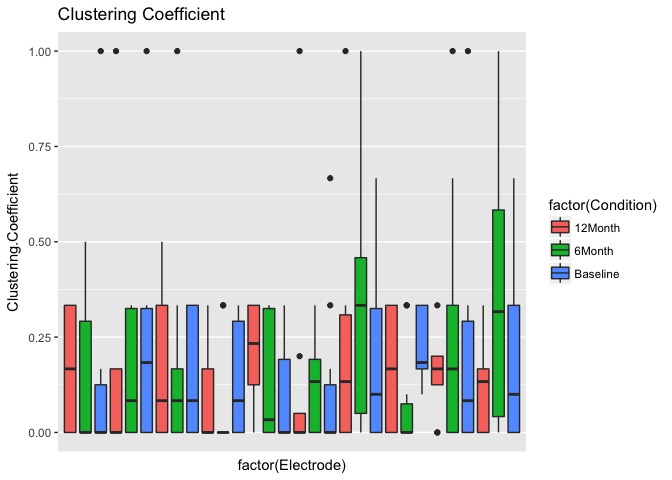 Clustering Coefficient
1.00
0.75
0.50
0.25
0.00
Clustering.Coefficient
factor(Electrode)
factor(Condition)
12Month
6Month
Baseline